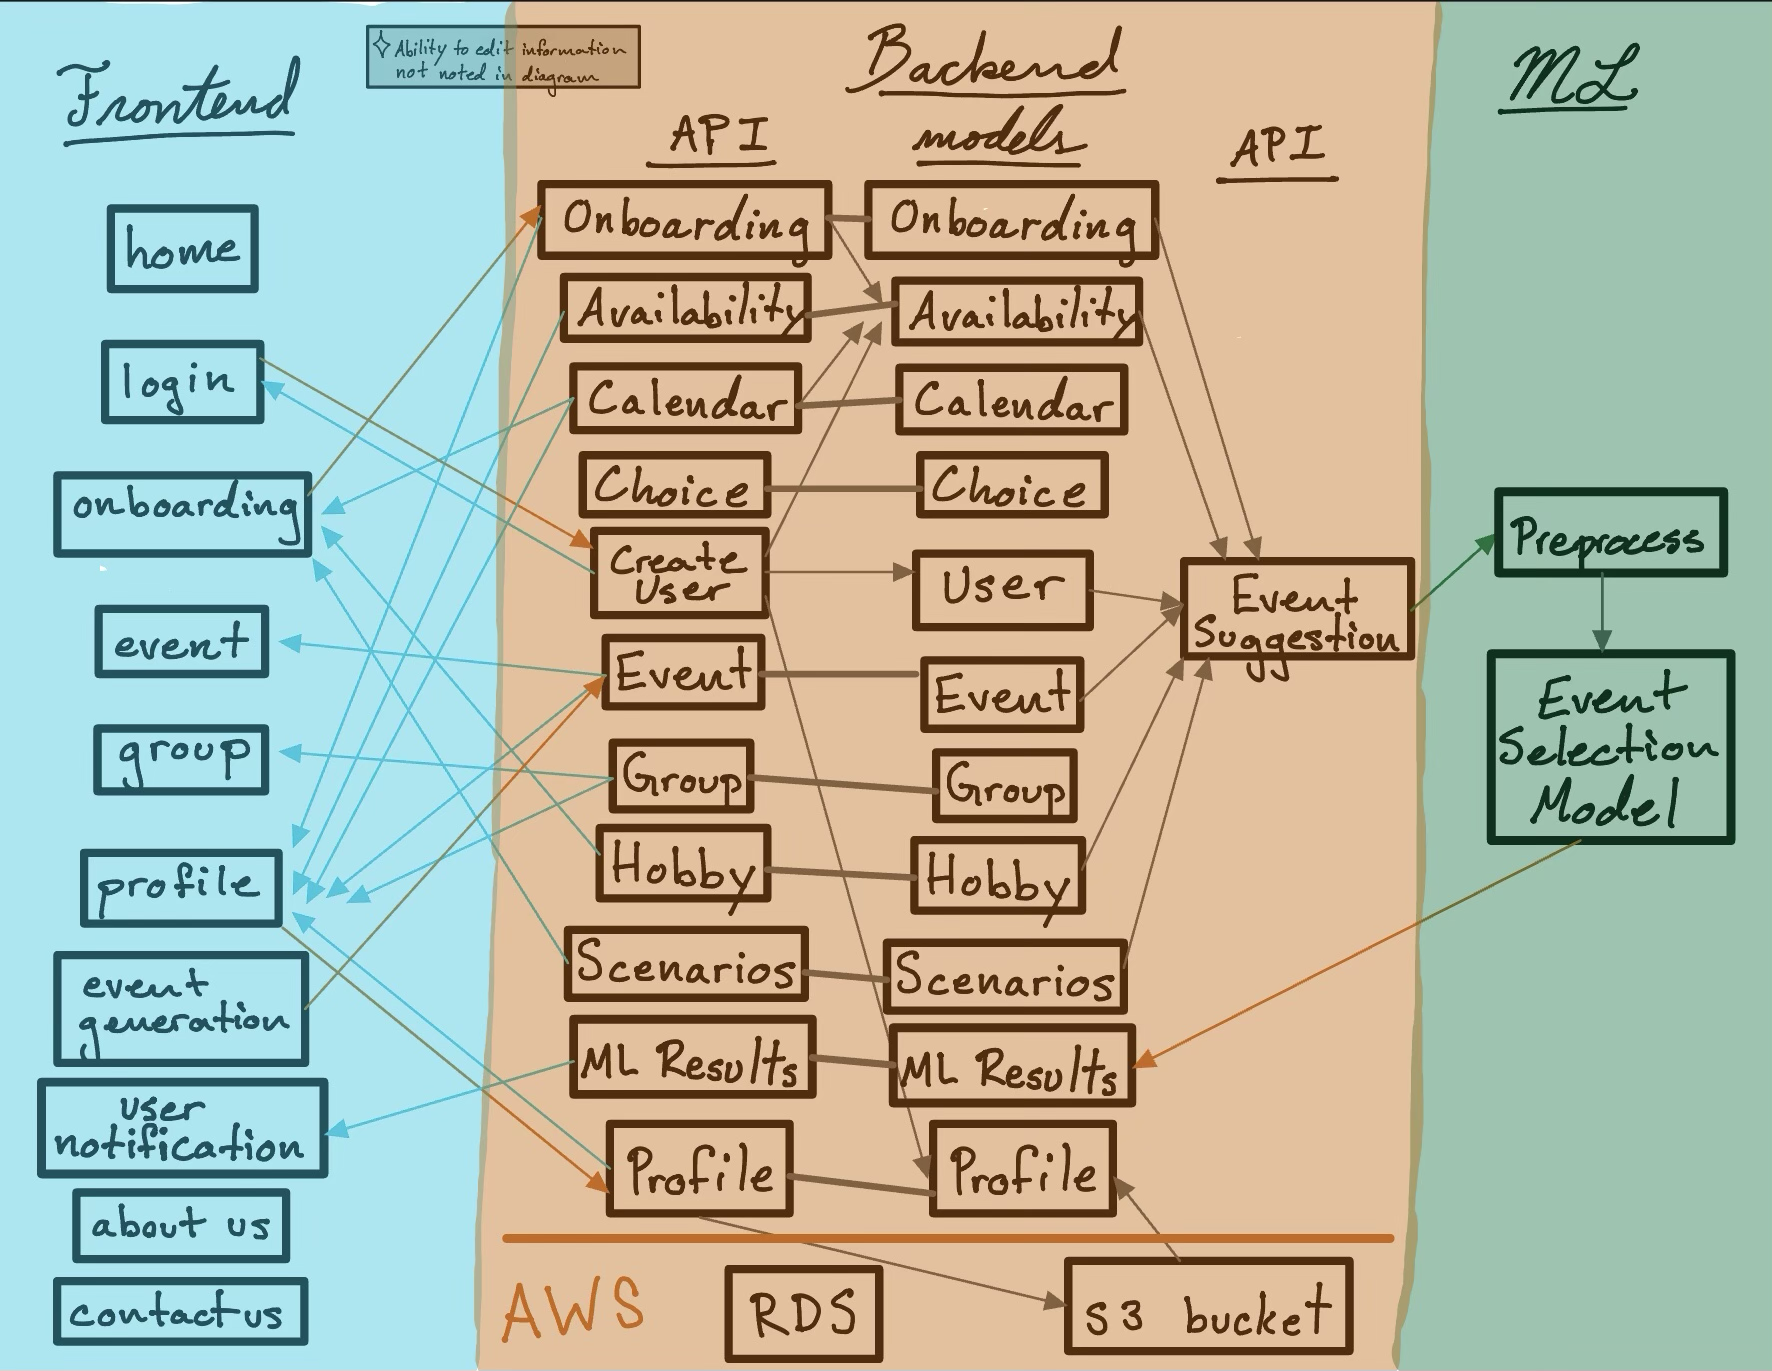 ✧ Ability to edit information
not noted in diagram
Frontend
home
login
onboarding
event
group
profile
event
generation
user
notification
about us
contact us
Backend
API
Onboarding
Availability
Calendar
Choice
Create
User
Event
Group
Hobby
Scenarios
ML Results
Profile
models
Onboarding
Availability
Calendar
Choice
User
Event
Group
Hobby
Scenarios
ML Results
Profile
API
Event
Suggestion
AWS
RDS
S3 bucket
ML
Preprocess
Event
Selection
Model